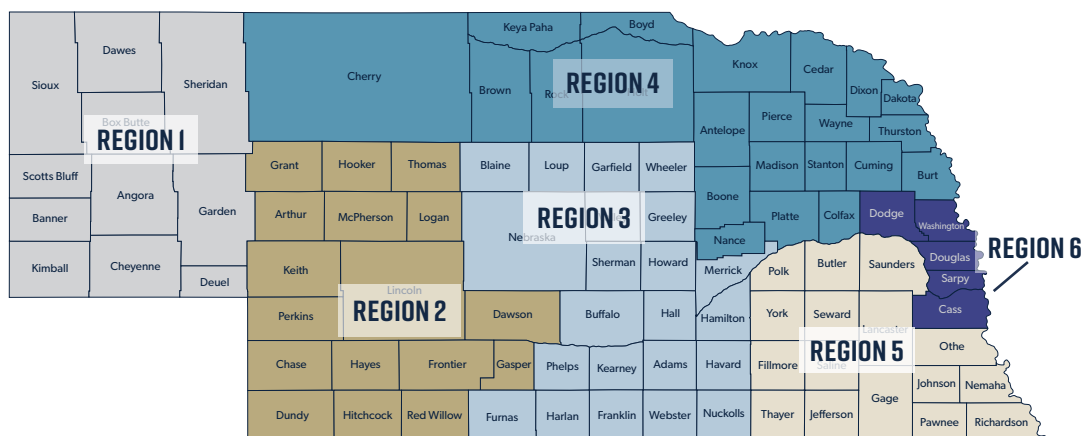 Sioux
Dawes
Sheridan
Box Butte
REGION 1
Scotts Bluff
Angora
Garden
Banner
Kimball
Cheyenne
Deuel
Cherry
Keya Paha
Boyd
Brown
Rock
REGION 4
Knox
Cedar
Dixon
Dakota
Antelope
Pierce
Wayne
Thurston
Madison
Stanton
Cuming
Burt
Boone
Platte
Colfax
Nance
Grant
Hooker
Thomas
Arthur
McPherson
Logan
Keith
Lincoln
REGION 2
Perkins
Dawson
Chase
Hayes
Frontier
Gasper
Dundy
Hitchcock
Red Willow
Blaine
Loup
Garfield
Wheeler
REGION 3
Nebraska
Greeley
Sherman
Howard
Merrick
Buffalo
Hall
Hamilton
Phelps
Kearney
Adams
Havard
Furnas
Harlan
Franklin
Webster
Nuckolls
Dodge
Washington
Douglas
Sarpy
Cass
REGION 6
Polk
Butler
Saunders
York
Seward
Lancaster
REGION 5
Fillmore
Saline
Othe
Thayer
Jefferson
Gage
Johnson
Nemaha
Pawnee
Richardson